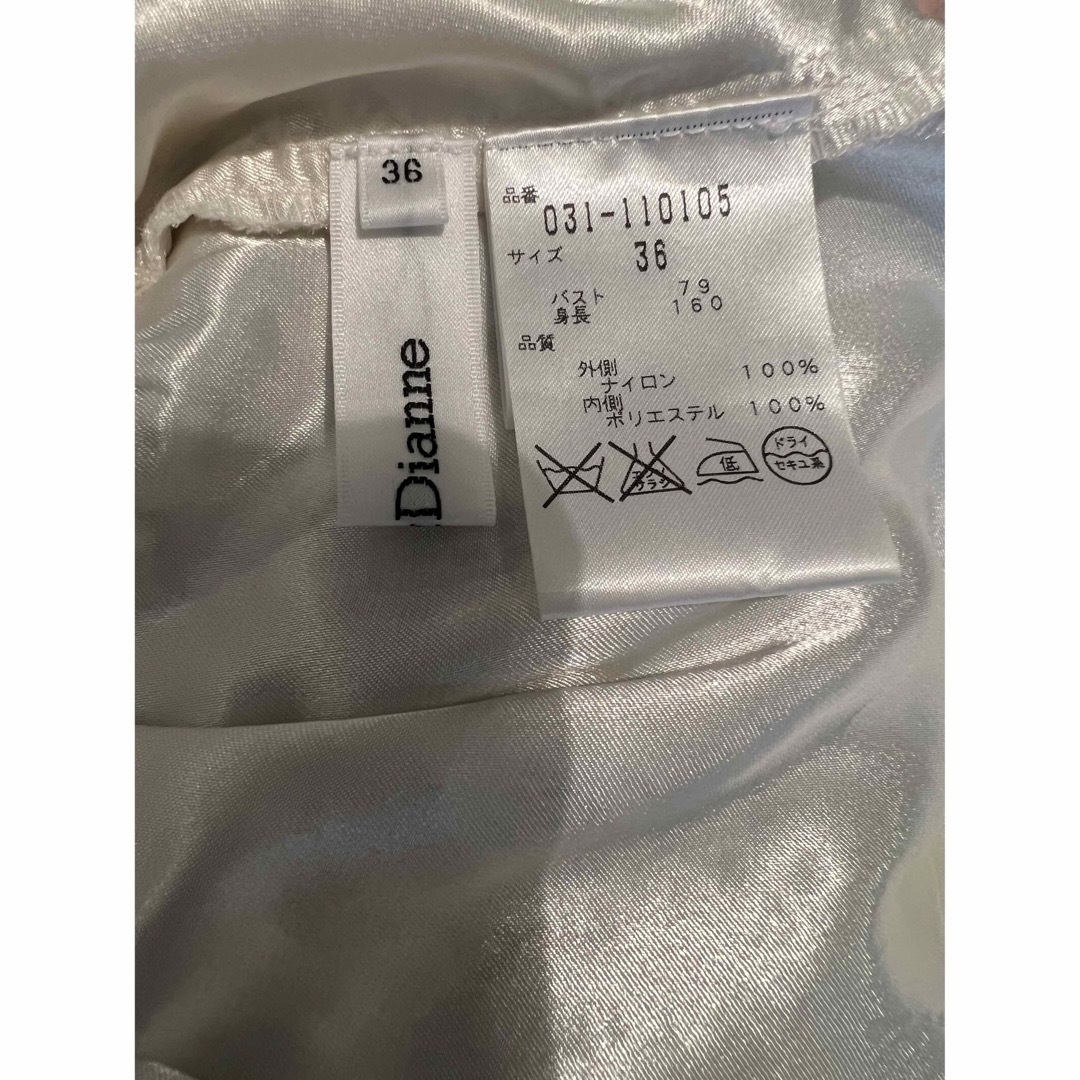 36
Dianne
品番
031-110105
サイズ 36
バスト 79
身長 160
品質
外側
ナイロン 100%
内側
ポリエステル 100%
低
ドライ
セキユ系